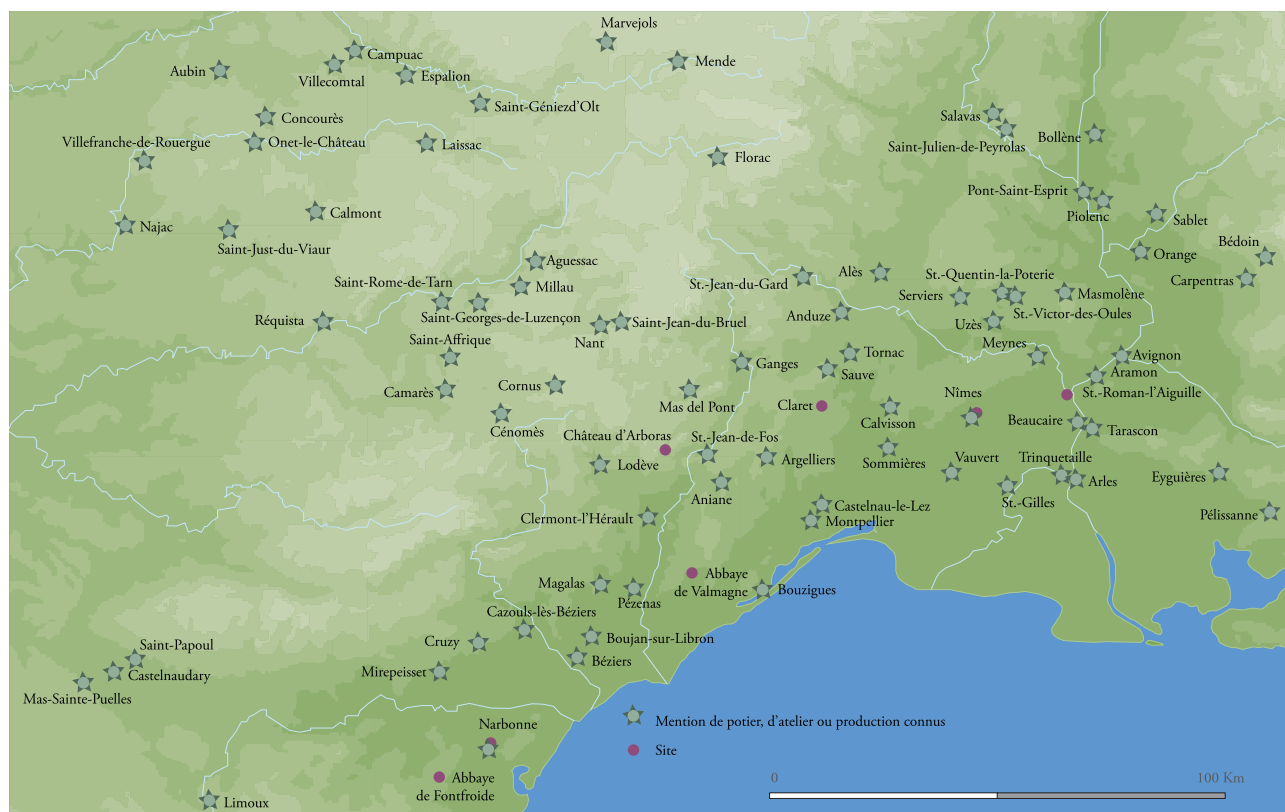 Marvejols
Campuac
Aubin
Villecomtal
Espalion
Mende
Saint-Géniezd’Olt
Salavas
Concourès
Bollène
Villefranche-de-Rouergue
Onet-le-Château
Laissac
Saint-Julien-de-Peyrolas
Florac
Pont-Saint-Esprit
Piolenc
Calmont
Sablet
Najac
Saint-Just-du-Viaur
Bédoin
Orange
Aguessac
Alès
St.-Quentin-la-Poterie
Carpentras
Saint-Rome-de-Tarn
Millau
St.-Jean-du-Gard
Serviers
Masmolène
Réquista
Saint-Georges-de-Luzençon
Saint-Jean-du-Bruel
Anduze
St.-Victor-des-Oules
Uzès
Saint-Affrique
Nant
Meynes
Tornac
Avignon
Ganges
Sauve
Aramon
Camarès
Cornus
Mas del Pont
Claret
Nîmes
St.-Roman-l’Aiguille
Cénomès
Calvisson
Beaucaire
Tarascon
Château d’Arboras
St.-Jean-de-Fos
Lodève
Argelliers
Sommières
Vauvert
Trinquetaille
Arles
Eyguières
Aniane
St.-Gilles
Clermont-l’Hérault
Castelnau-le-Lez
Montpellier
Pélissanne
Magalas
Abbaye
de Valmagne
Bouzigues
Pézenas
Cazouls-lès-Béziers
Cruzy
Boujan-sur-Libron
Saint-Papoul
Béziers
Castelnaudary
Mirepeisset
Mas-Sainte-Puelles
Narbonne
Mention de potier, d’atelier ou production connus
Site
Abbaye
de Fontfroide
Limoux
0
100 Km